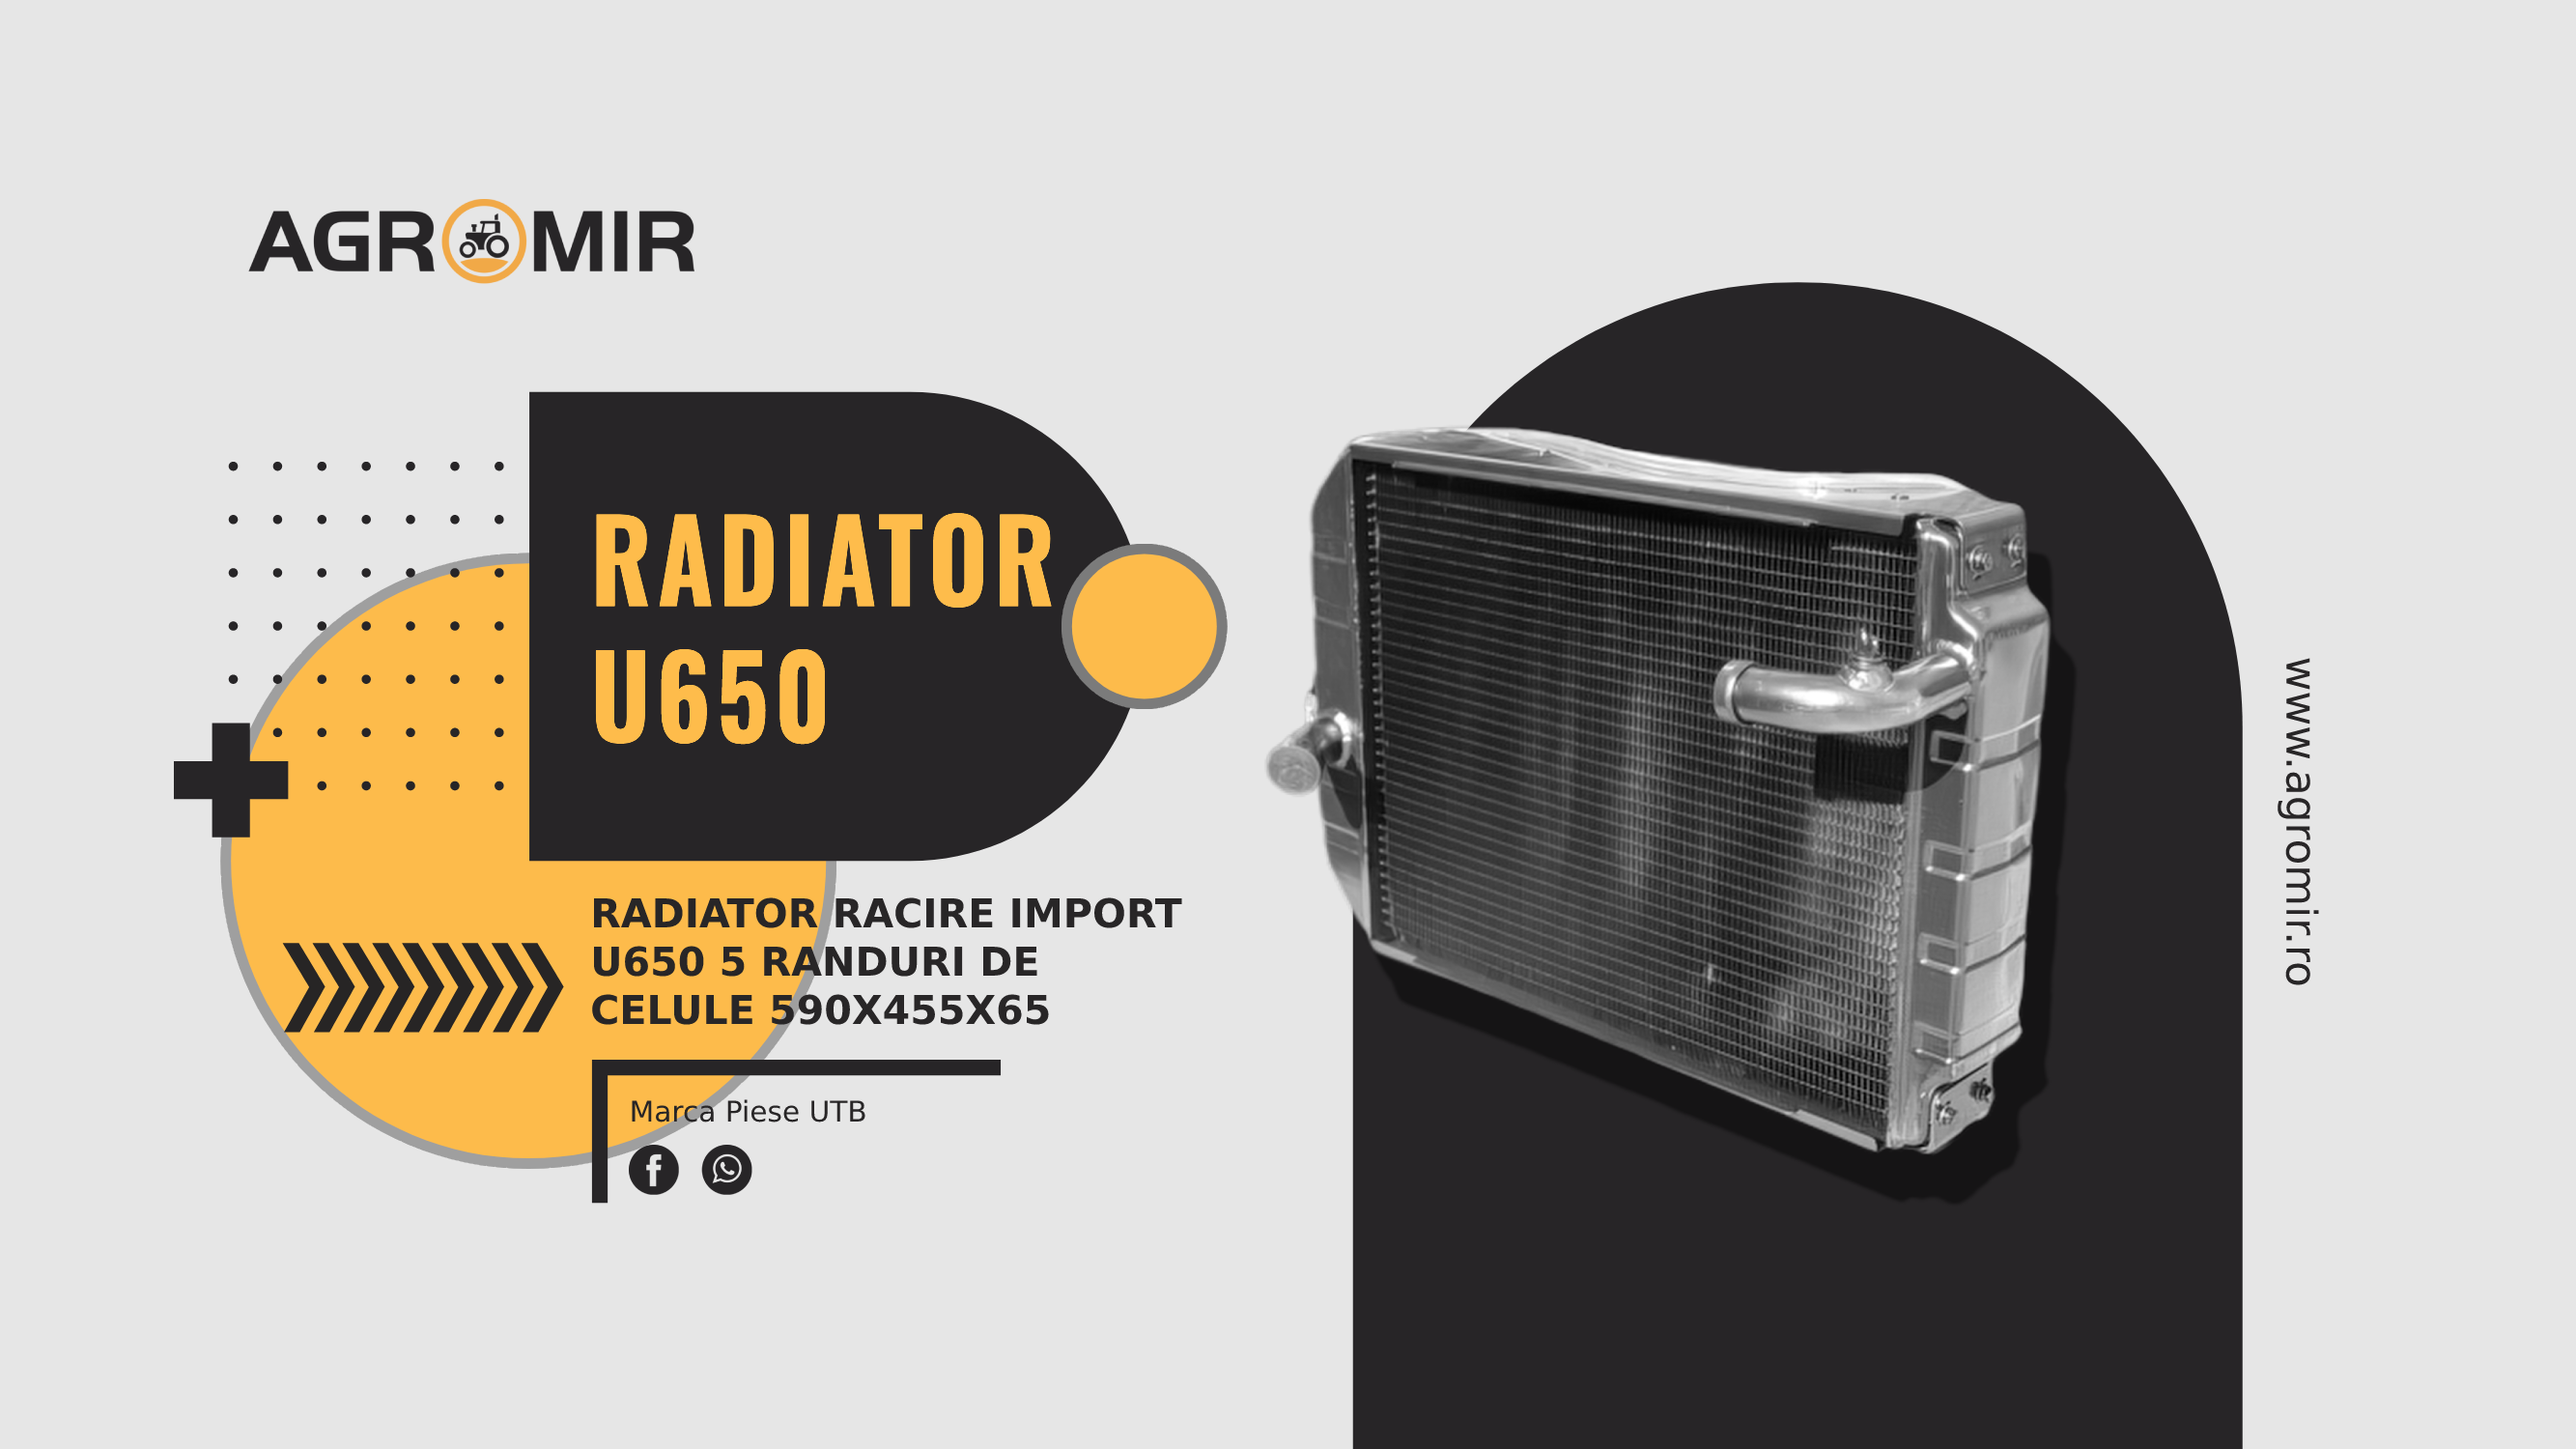 AGROMIR
RADIATOR
U650
RADIATOR RACIRE IMPORT
U650 5 RANDURI DE
CELULE 590X455X65
Marca Piese UTB
www.agromir.ro